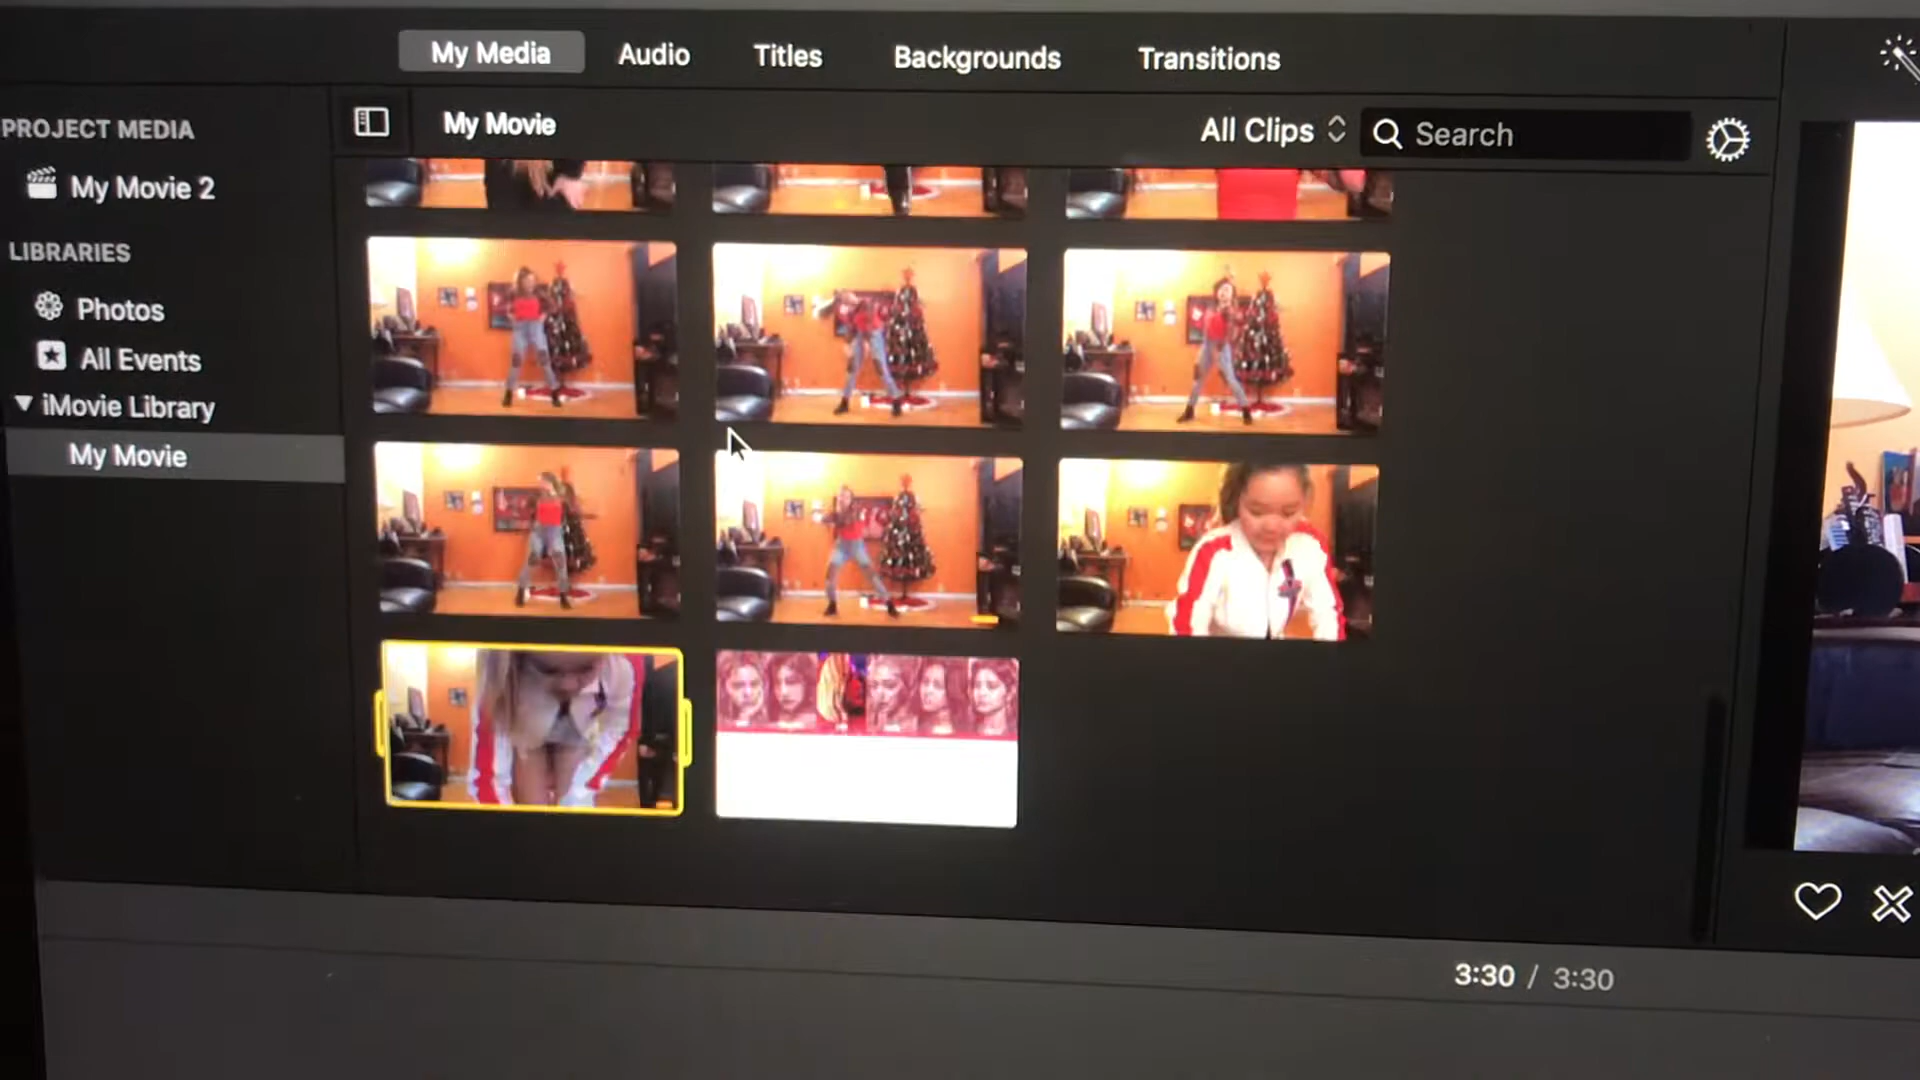 My Media
Audio
Titles
Backgrounds
Transitions
PROJECT MEDIA
My Movie
All Clips
Search
My Movie 2
LIBRARIES
Photos
All Events
iMovie Library
My Movie
3:30 / 3:30